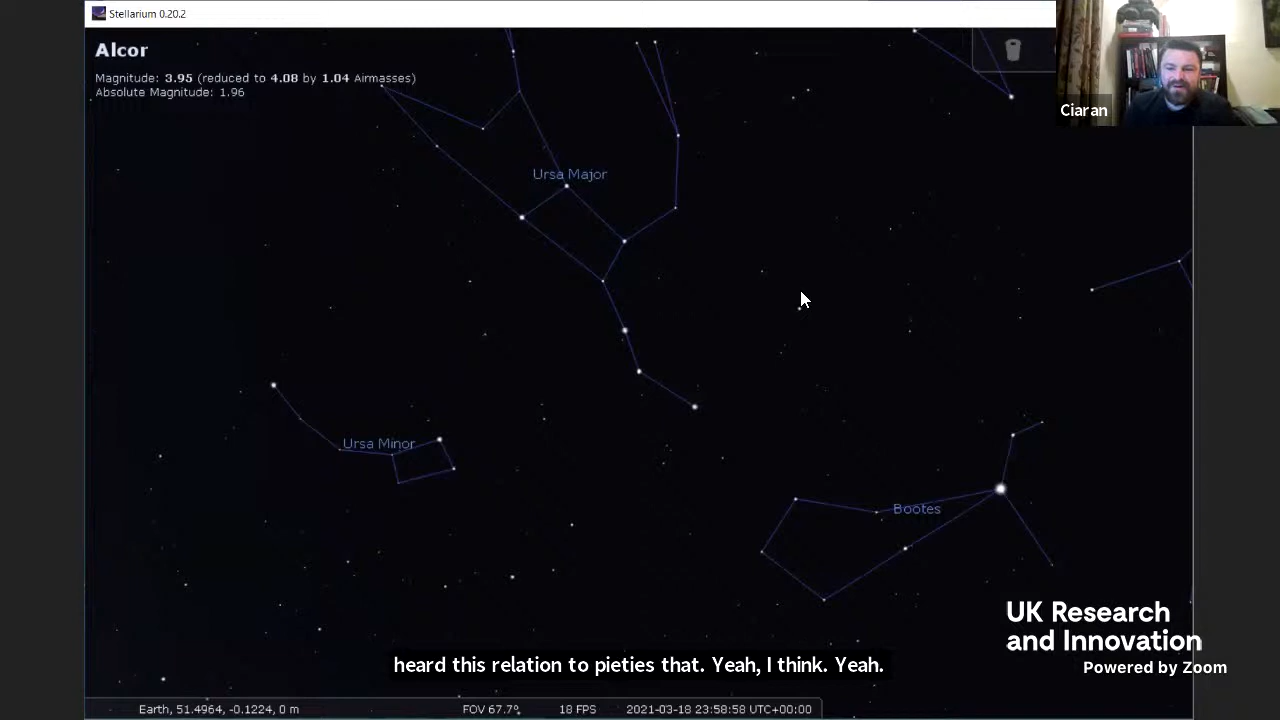 Stellarium 0.20.2
Alcor
Magnitude: 3.95 (reduced to 4.08 by 1.04 Airmasses)
Absolute Magnitude: 1.96
Ciaran
Ursa Major
Ursa Minor
Bootes
UK Research
and Innovation
heard this relation to pieties that. Yeah, I think. Yeah.
Powered by Zoom
Earth, 51.4964, -0.1224, 0 m
FOV 67.7°
18 FPS
2021-03-18 23:58:58 UTC+00:00